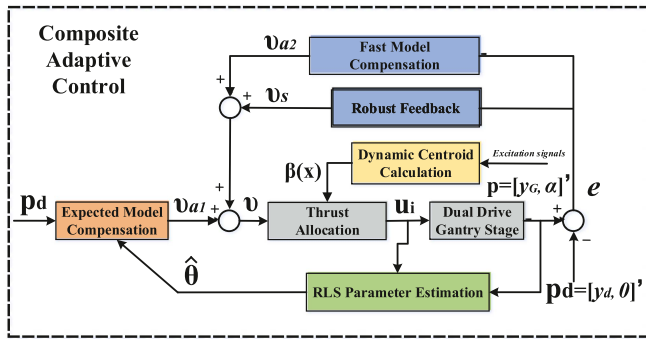 Composite
Adaptive
Control
υa2
Fast Model
Compensation
-
+
+
υs
Robust Feedback
Dynamic Centroid
Calculation
Excitation signals
β(x)
p=[yG, α]’
e
pd
Expected Model
Compensation
υa1
+
+
υ
Thrust
Allocation
ui
Dual Drive
Gantry Stage
-
+
-
θ̂
RLS Parameter Estimation
pd=[yd, 0]’